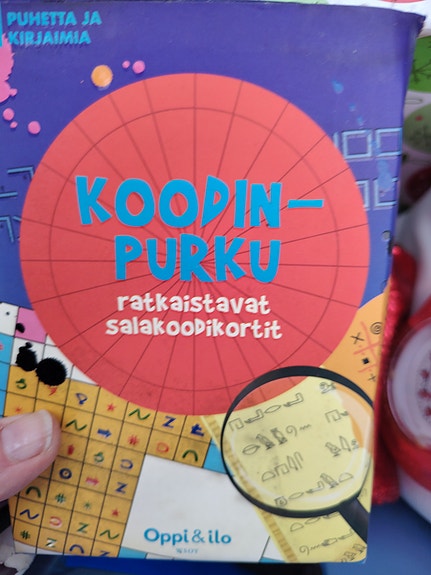 PUHETTA JA
KIRJAIMIA
KOODIN-
PURKU
ratkaistavat
salakoodikortit
Oppi&ilo